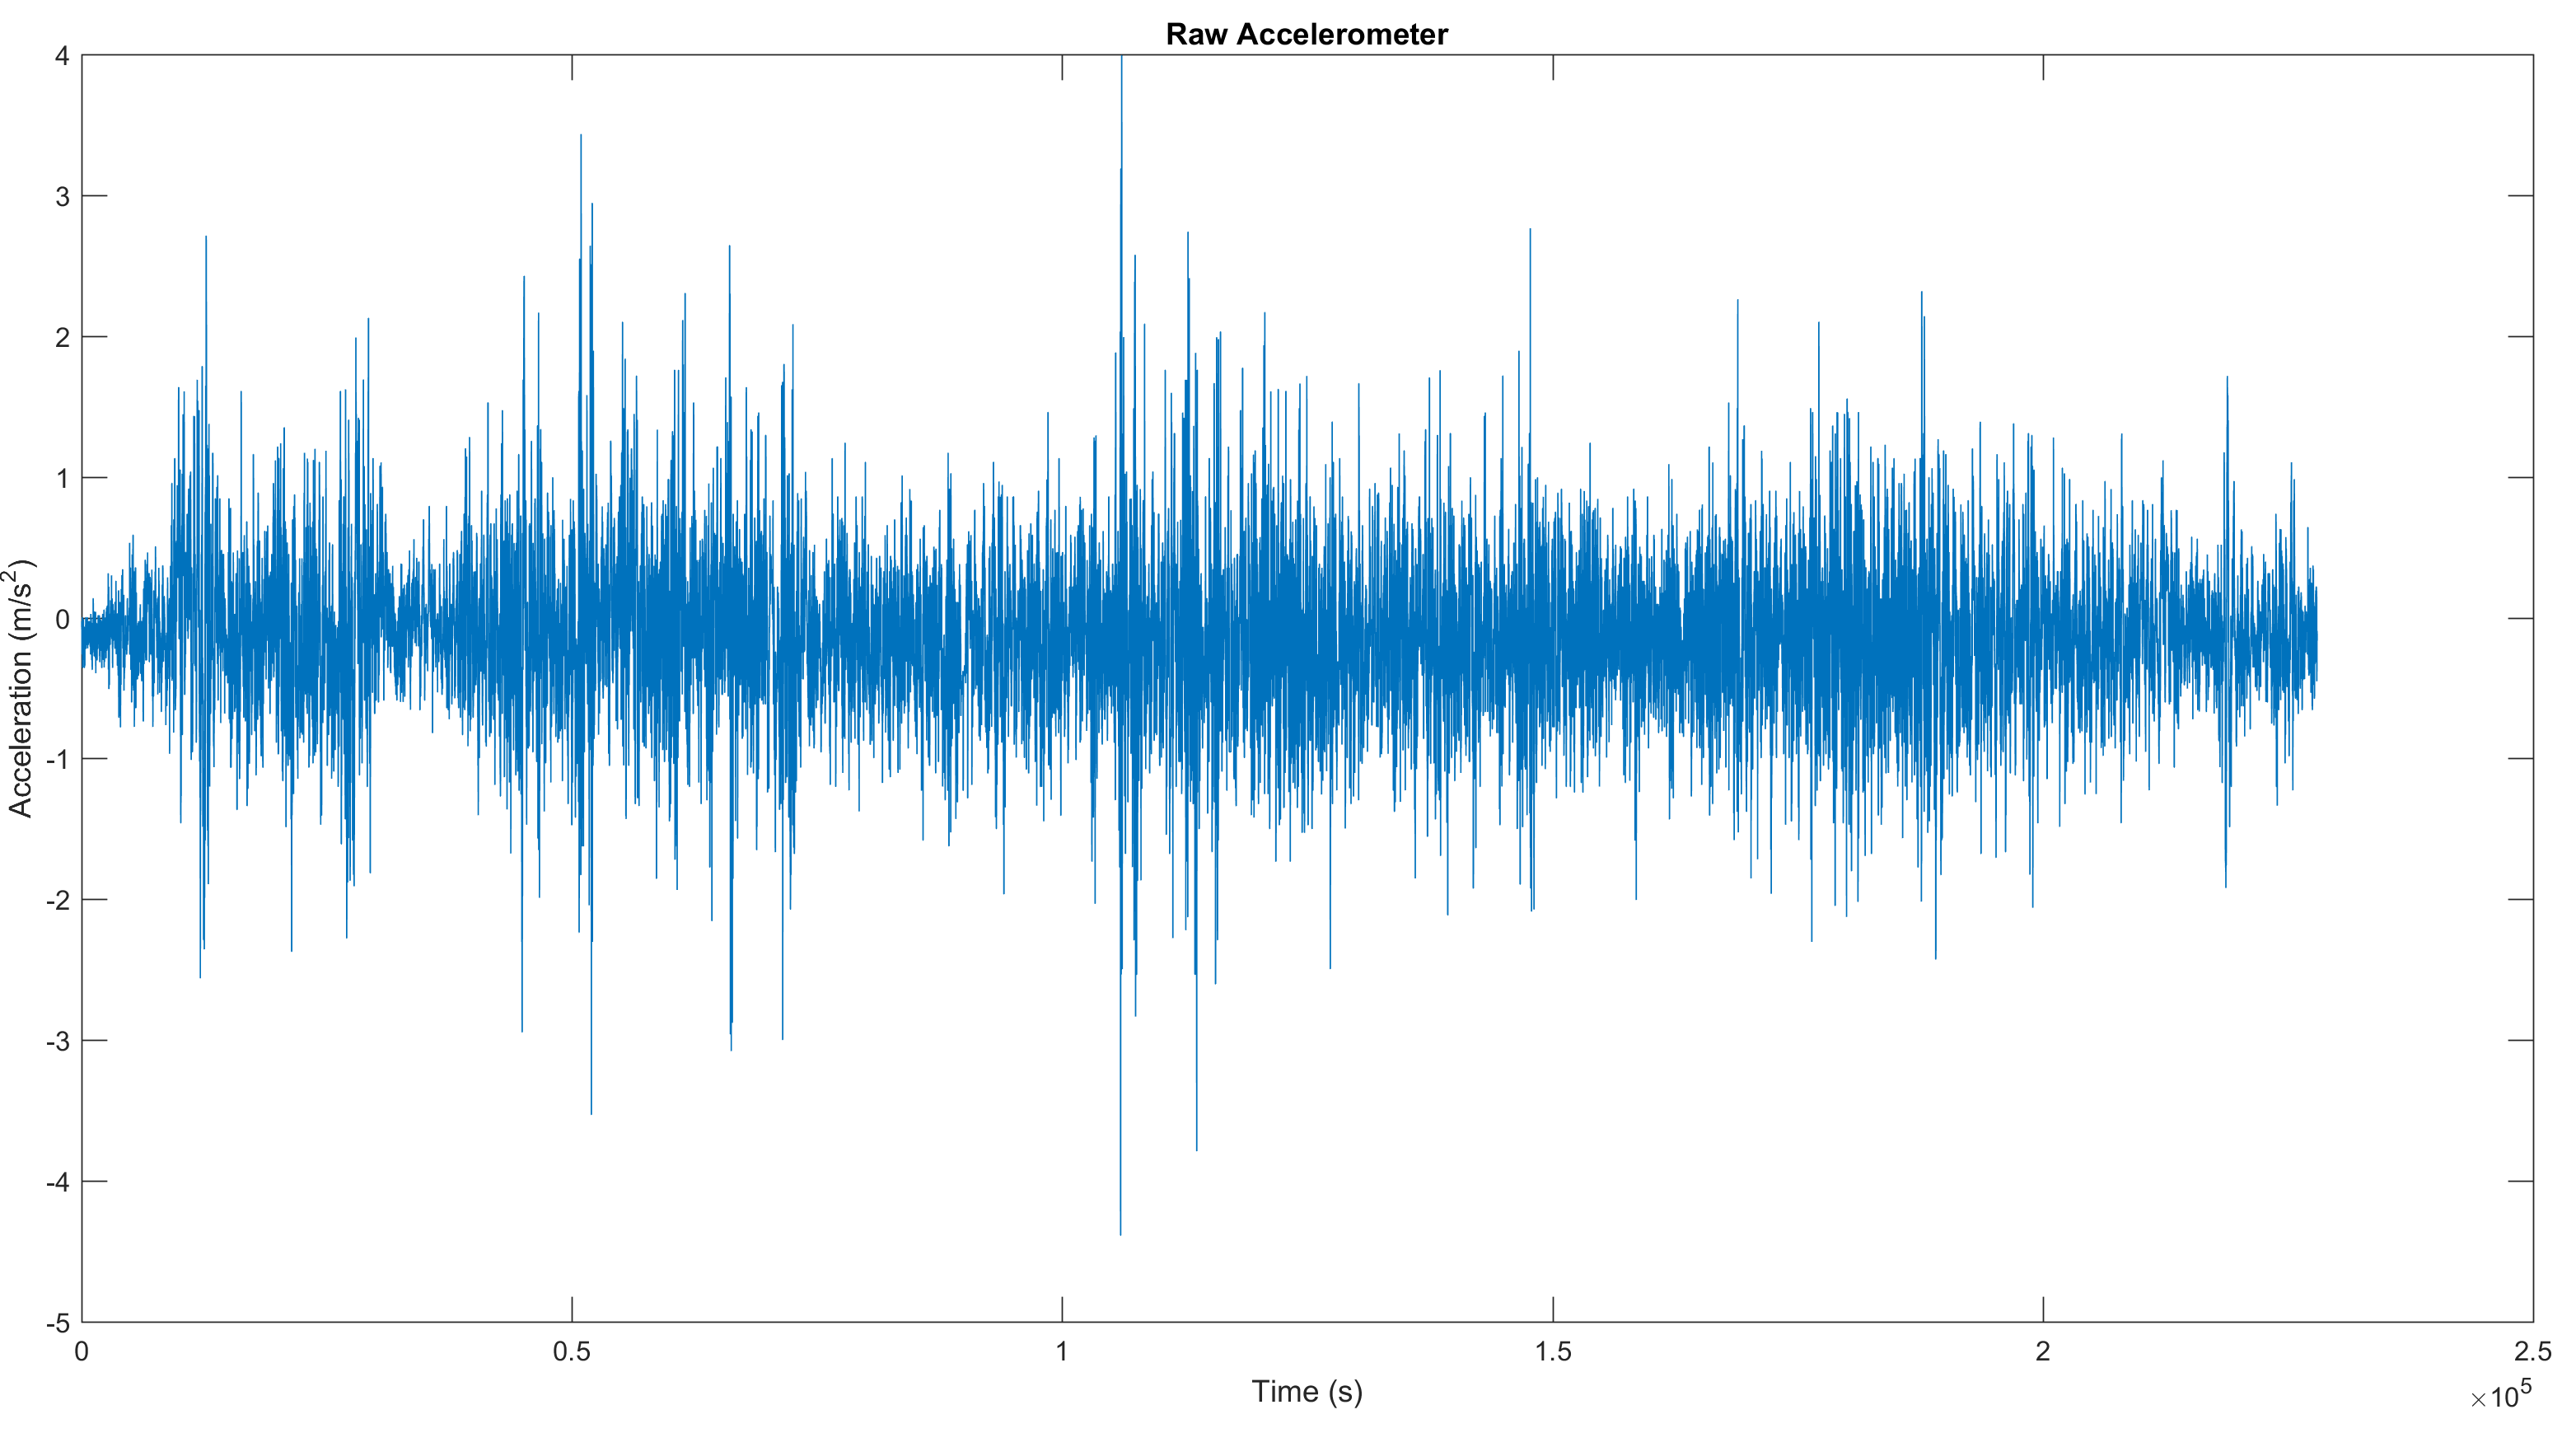 Raw Accelerometer
Acceleration (m/s²)
4
3
2
1
0
-1
-2
-3
-4
-5
0 0.5 1 1.5 2 2.5
Time (s)
×10⁵